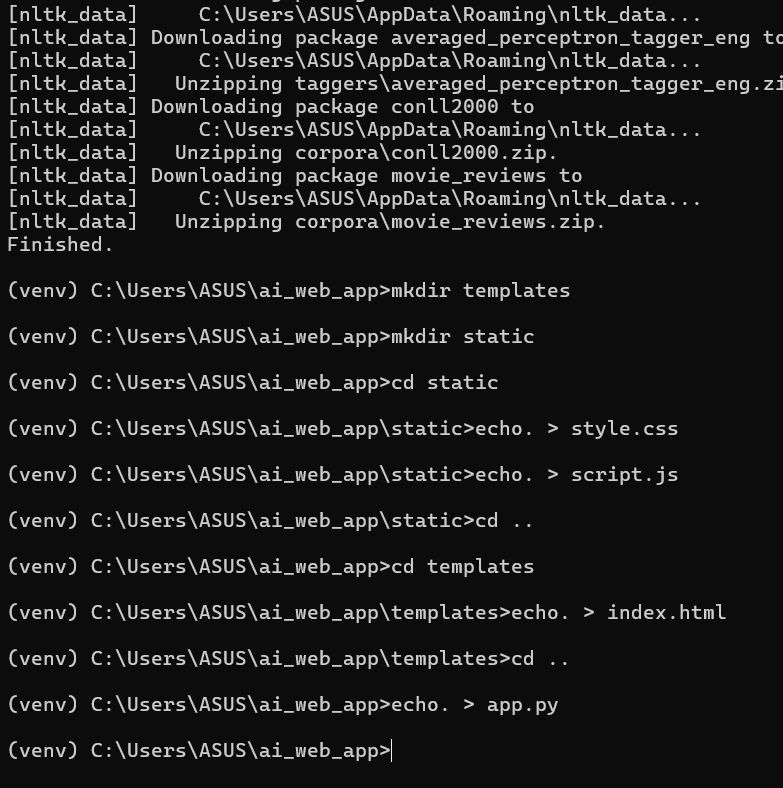 [nltk_data]     C:\Users\ASUS\AppData\Roaming\nltk_data...
[nltk_data] Downloading package averaged_perceptron_tagger_eng to
[nltk_data]     C:\Users\ASUS\AppData\Roaming\nltk_data...
[nltk_data]   Unzipping taggers\averaged_perceptron_tagger_eng.zi
[nltk_data] Downloading package conll2000 to
[nltk_data]     C:\Users\ASUS\AppData\Roaming\nltk_data...
[nltk_data]   Unzipping corpora\conll2000.zip.
[nltk_data] Downloading package movie_reviews to
[nltk_data]     C:\Users\ASUS\AppData\Roaming\nltk_data...
[nltk_data]   Unzipping corpora\movie_reviews.zip.
Finished.
(venv) C:\Users\ASUS\ai_web_app>mkdir templates
(venv) C:\Users\ASUS\ai_web_app>mkdir static
(venv) C:\Users\ASUS\ai_web_app>cd static
(venv) C:\Users\ASUS\ai_web_app\static>echo. > style.css
(venv) C:\Users\ASUS\ai_web_app\static>echo. > script.js
(venv) C:\Users\ASUS\ai_web_app\static>cd ..
(venv) C:\Users\ASUS\ai_web_app>cd templates
(venv) C:\Users\ASUS\ai_web_app\templates>echo. > index.html
(venv) C:\Users\ASUS\ai_web_app\templates>cd ..
(venv) C:\Users\ASUS\ai_web_app>echo. > app.py
(venv) C:\Users\ASUS\ai_web_app>